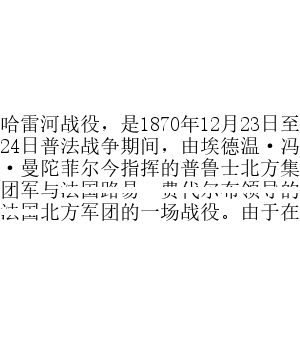 哈雷河战役，是1870年12月23日至
24日普法战争期间，由埃德温·冯
·曼陀菲尔今指挥的普鲁士北方集
团军与法国路易·费代尔布领导的
法国北方军团的一场战役。由于在